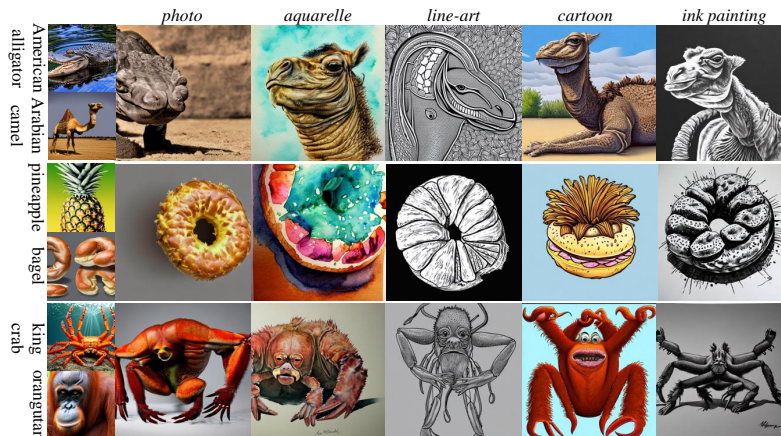 photo aquarelle line-art cartoon ink painting
American
alligator
Arabian
camel
pineapple
bagel
king
crab
orangutan